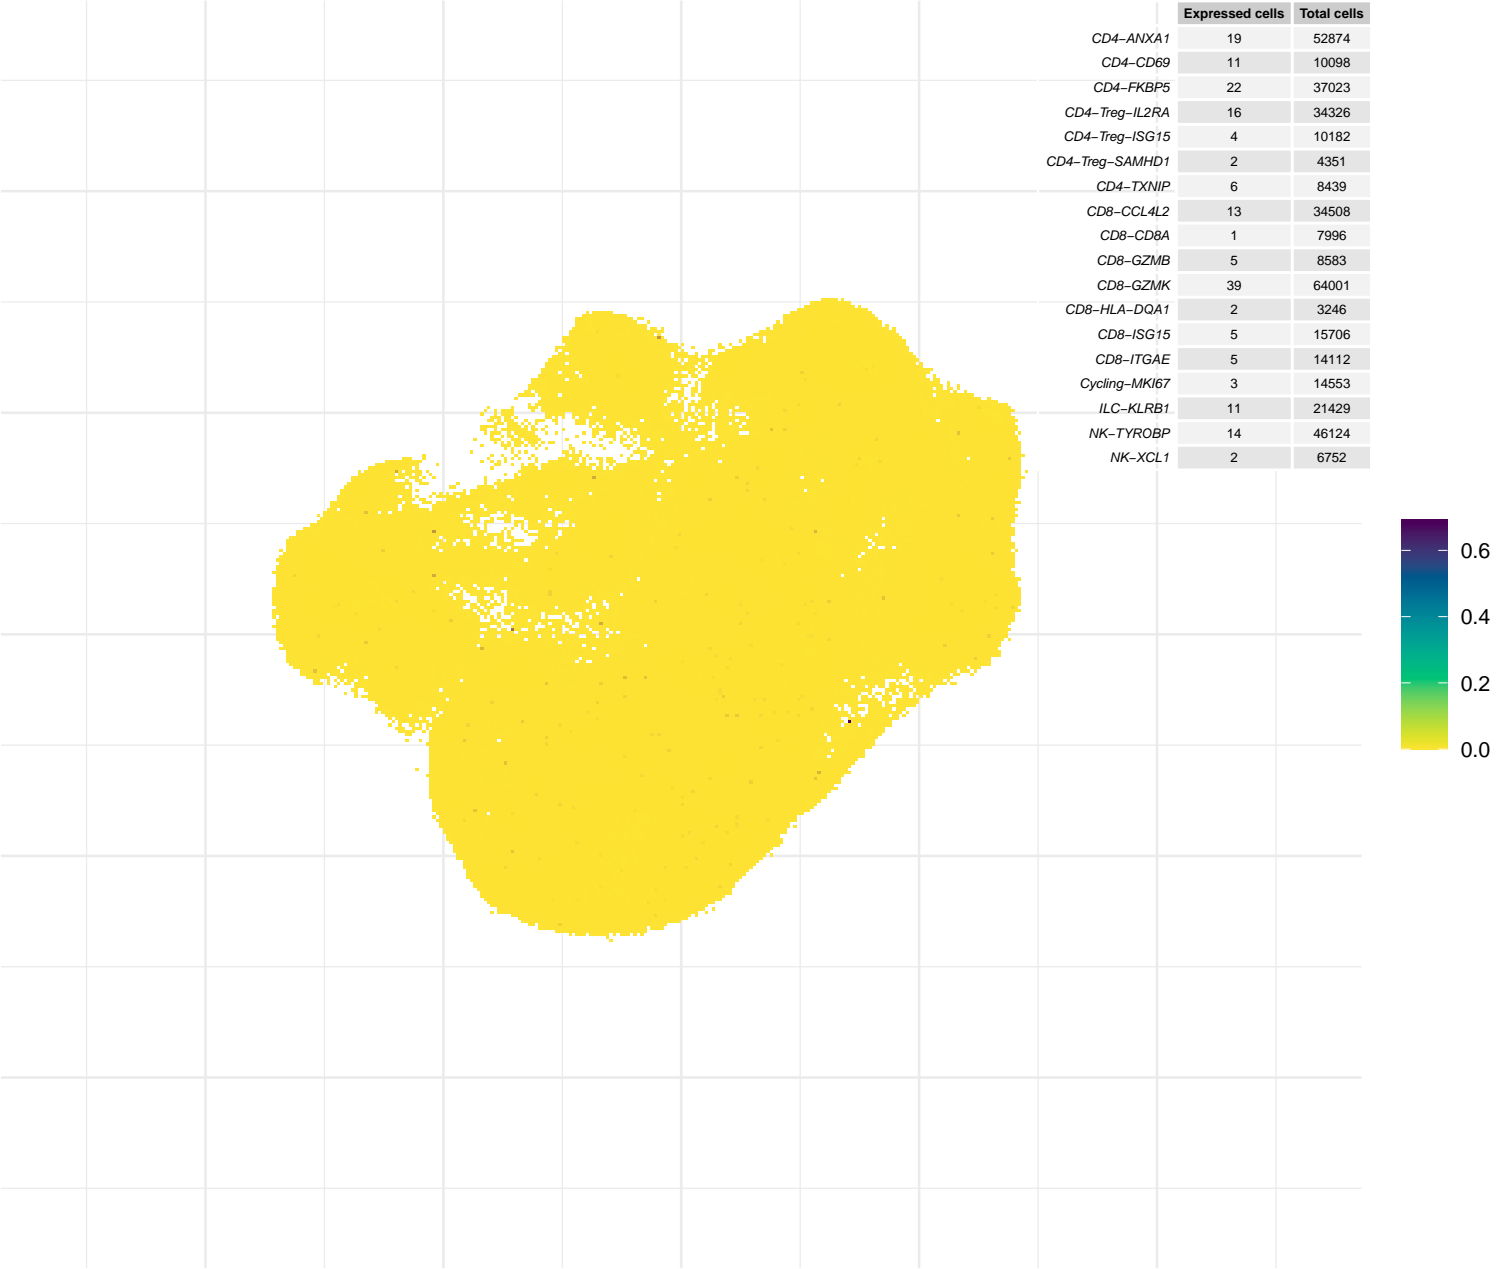 Expressed cells Total cells
CD4−ANXA1 19 52874
CD4−CD69 11 10098
CD4−FKBP5 22 37023
CD4−Treg−IL2RA 16 34326
CD4−Treg−ISG15 4 10182
CD4−Treg−SAMHD1 2 4351
CD4−TXNIP 6 8439
CD8−CCL4L2 13 34508
CD8−CD8A 1 7996
CD8−GZMB 5 8583
CD8−GZMK 39 64001
CD8−HLA−DQA1 2 3246
CD8−ISG15 5 15706
CD8−ITGAE 5 14112
Cycling−MKI67 3 14553
ILC−KLRB1 11 21429
NK−TYROBP 14 46124
NK−XCL1 2 6752
0.6
0.4
0.2
0.0